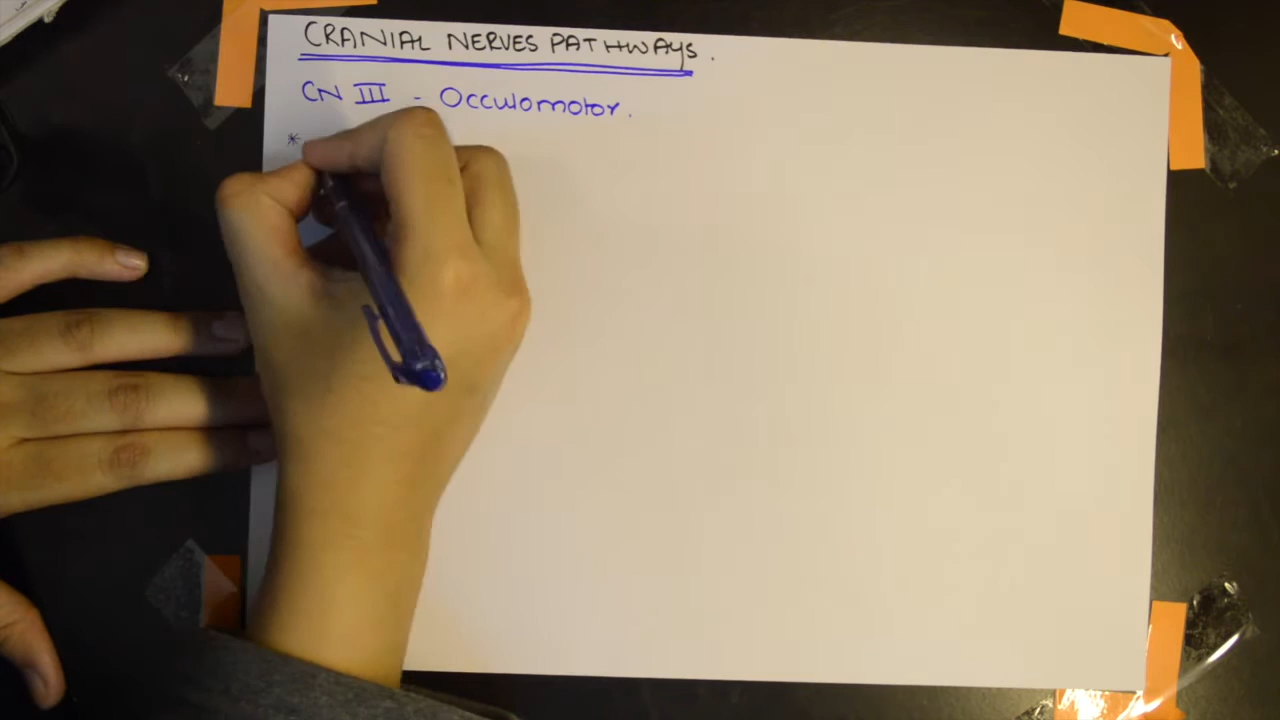 CRANIAL NERVES PATHWAYS.
CN III - Occulomotor.
*